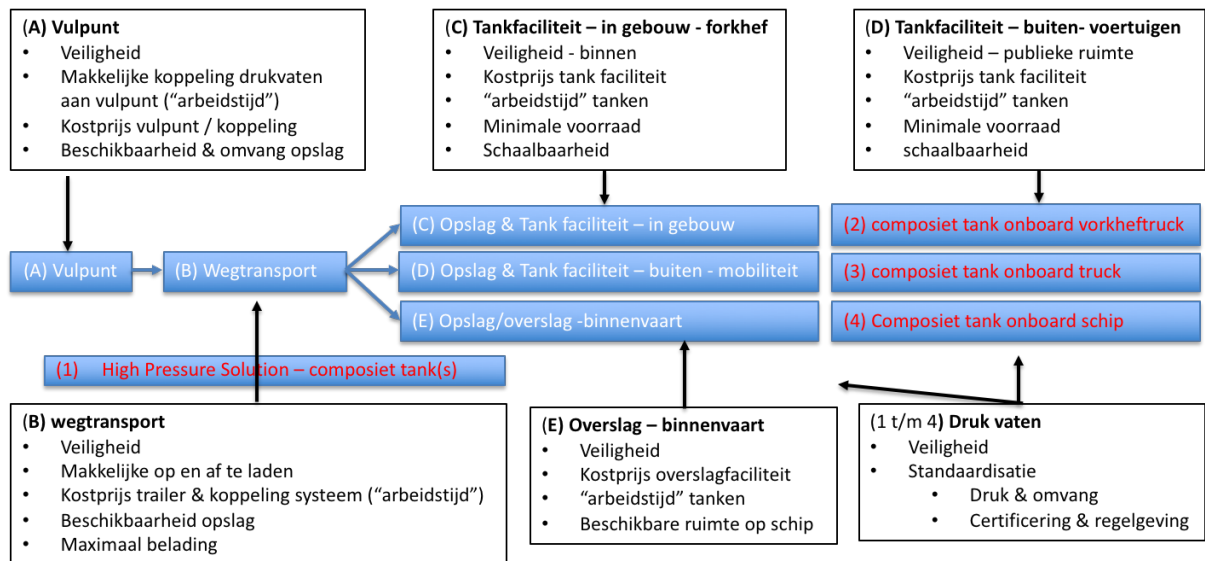 (A) Vulpunt
• Veiligheid
• Makkelijke koppeling drukvaten
aan vulpunt (“arbeidstijd”)
• Kostprijs vulpunt / koppeling
• Beschikbaarheid & omvang opslag
(C) Tankfaciliteit – in gebouw - forkhef
• Veiligheid - binnen
• Kostprijs tank faciliteit
• “arbeidstijd” tanken
• Minimale voorraad
• Schaalbaarheid
(D) Tankfaciliteit – buiten- voertuigen
• Veiligheid – publieke ruimte
• Kostprijs tank faciliteit
• “arbeidstijd” tanken
• Minimale voorraad
• schaalbaarheid
(A) Vulpunt
(B) Wegtransport
(C) Opslag & Tank faciliteit – in gebouw
(D) Opslag & Tank faciliteit – buiten - mobiliteit
(E) Opslag/overslag -binnenvaart
(2) composiet tank onboard vorkheftruck
(3) composiet tank onboard truck
(4) Composiet tank onboard schip
(1) High Pressure Solution – composiet tank(s)
(B) wegtransport
• Veiligheid
• Makkelijke op en af te laden
• Kostprijs trailer & koppeling systeem (“arbeidstijd”)
• Beschikbaarheid opslag
• Maximaal belading
(E) Overslag – binnenvaart
• Veiligheid
• Kostprijs overslagfaciliteit
• “arbeidstijd” tanken
• Beschikbare ruimte op schip
(1 t/m 4) Druk vaten
• Veiligheid
• Standaardisatie
• Druk & omvang
• Certificering & regelgeving